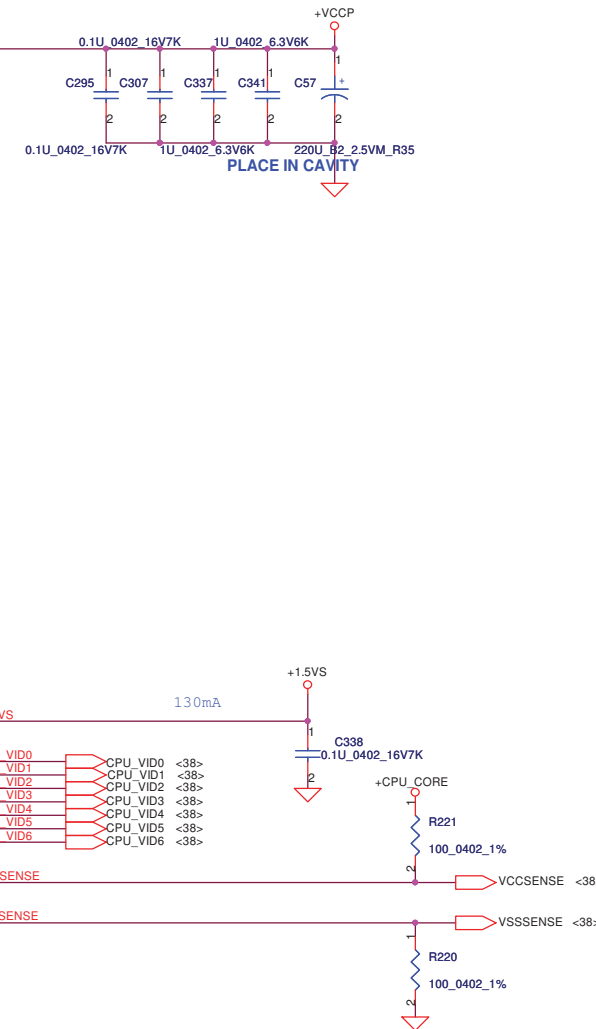 +VCCP
0.1U_0402_16V7K 1U_0402_6.3V6K
1
1 1 1 1
C295 C307 C337 C341 C57 +
2 2 2 2 2
0.1U_0402_16V7K 1U_0402_6.3V6K 220U_B2_2.5VM_R35
PLACE IN CAVITY
+1.5VS
130mA
VS
1
C338
0.1U_0402_16V7K
2
VID0 CPU_VID0 <38>
VID1 CPU_VID1 <38>
VID2 CPU_VID2 <38>
VID3 CPU_VID3 <38>
VID4 CPU_VID4 <38>
VID5 CPU_VID5 <38>
VID6 CPU_VID6 <38>
+CPU_CORE
1
R221
100_0402_1%
2
SENSE VCCSENSE <38
SENSE VSSSENSE <38>
1
R220
100_0402_1%
2